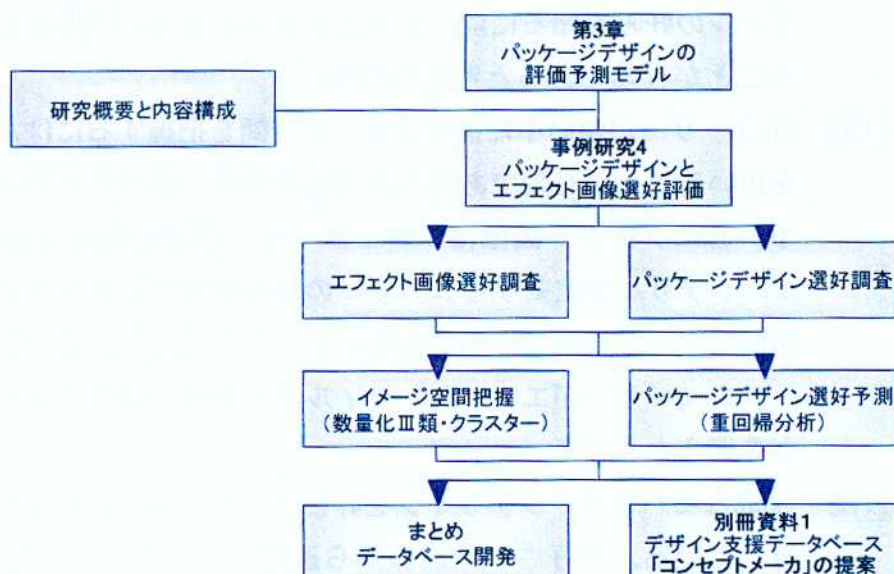 第3章
パッケージデザインの
評価予測モデル
研究概要と内容構成
事例研究4
パッケージデザインと
エフェクト画像選好評価
エフェクト画像選好調査
パッケージデザイン選好調査
イメージ空間把握
(数量化Ⅲ類・クラスター)
パッケージデザイン選好予測
(重回帰分析)
まとめ
データベース開発
別冊資料1
デザイン支援データベース
「コンセプトメーカ」の提案